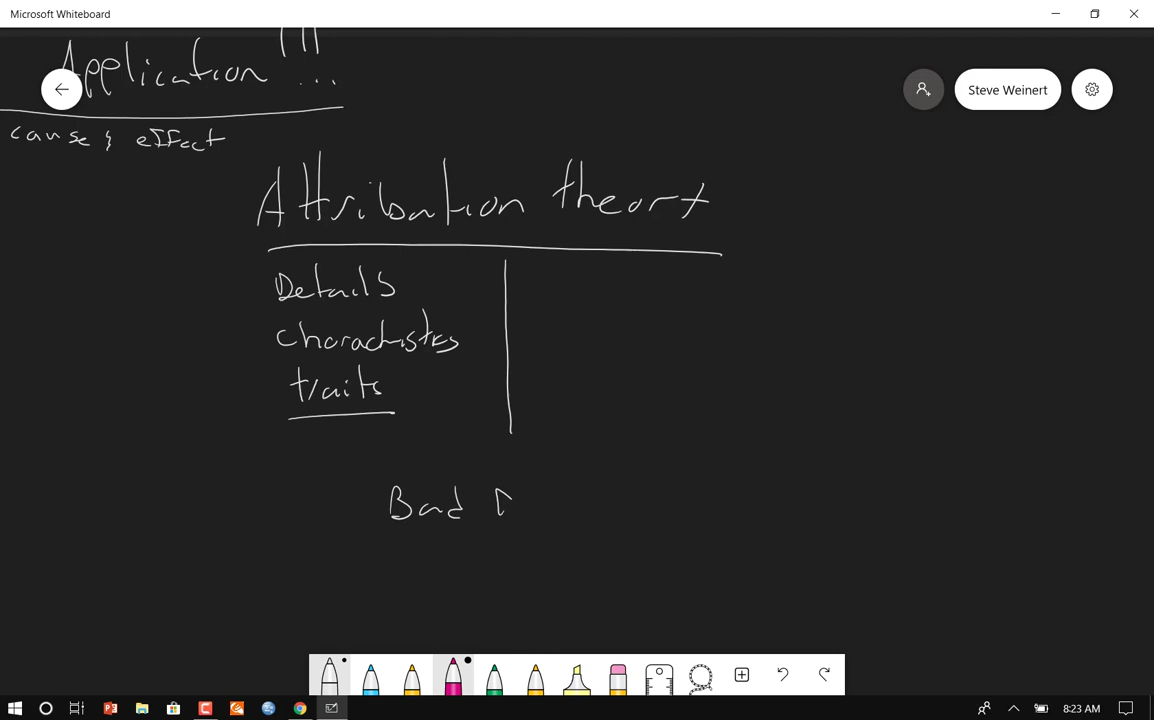 Microsoft Whiteboard
Application!!! ...
cause & effect
Steve Weinert
Attribution theory
Details
Characteristics
traits
Bad
8:23 AM